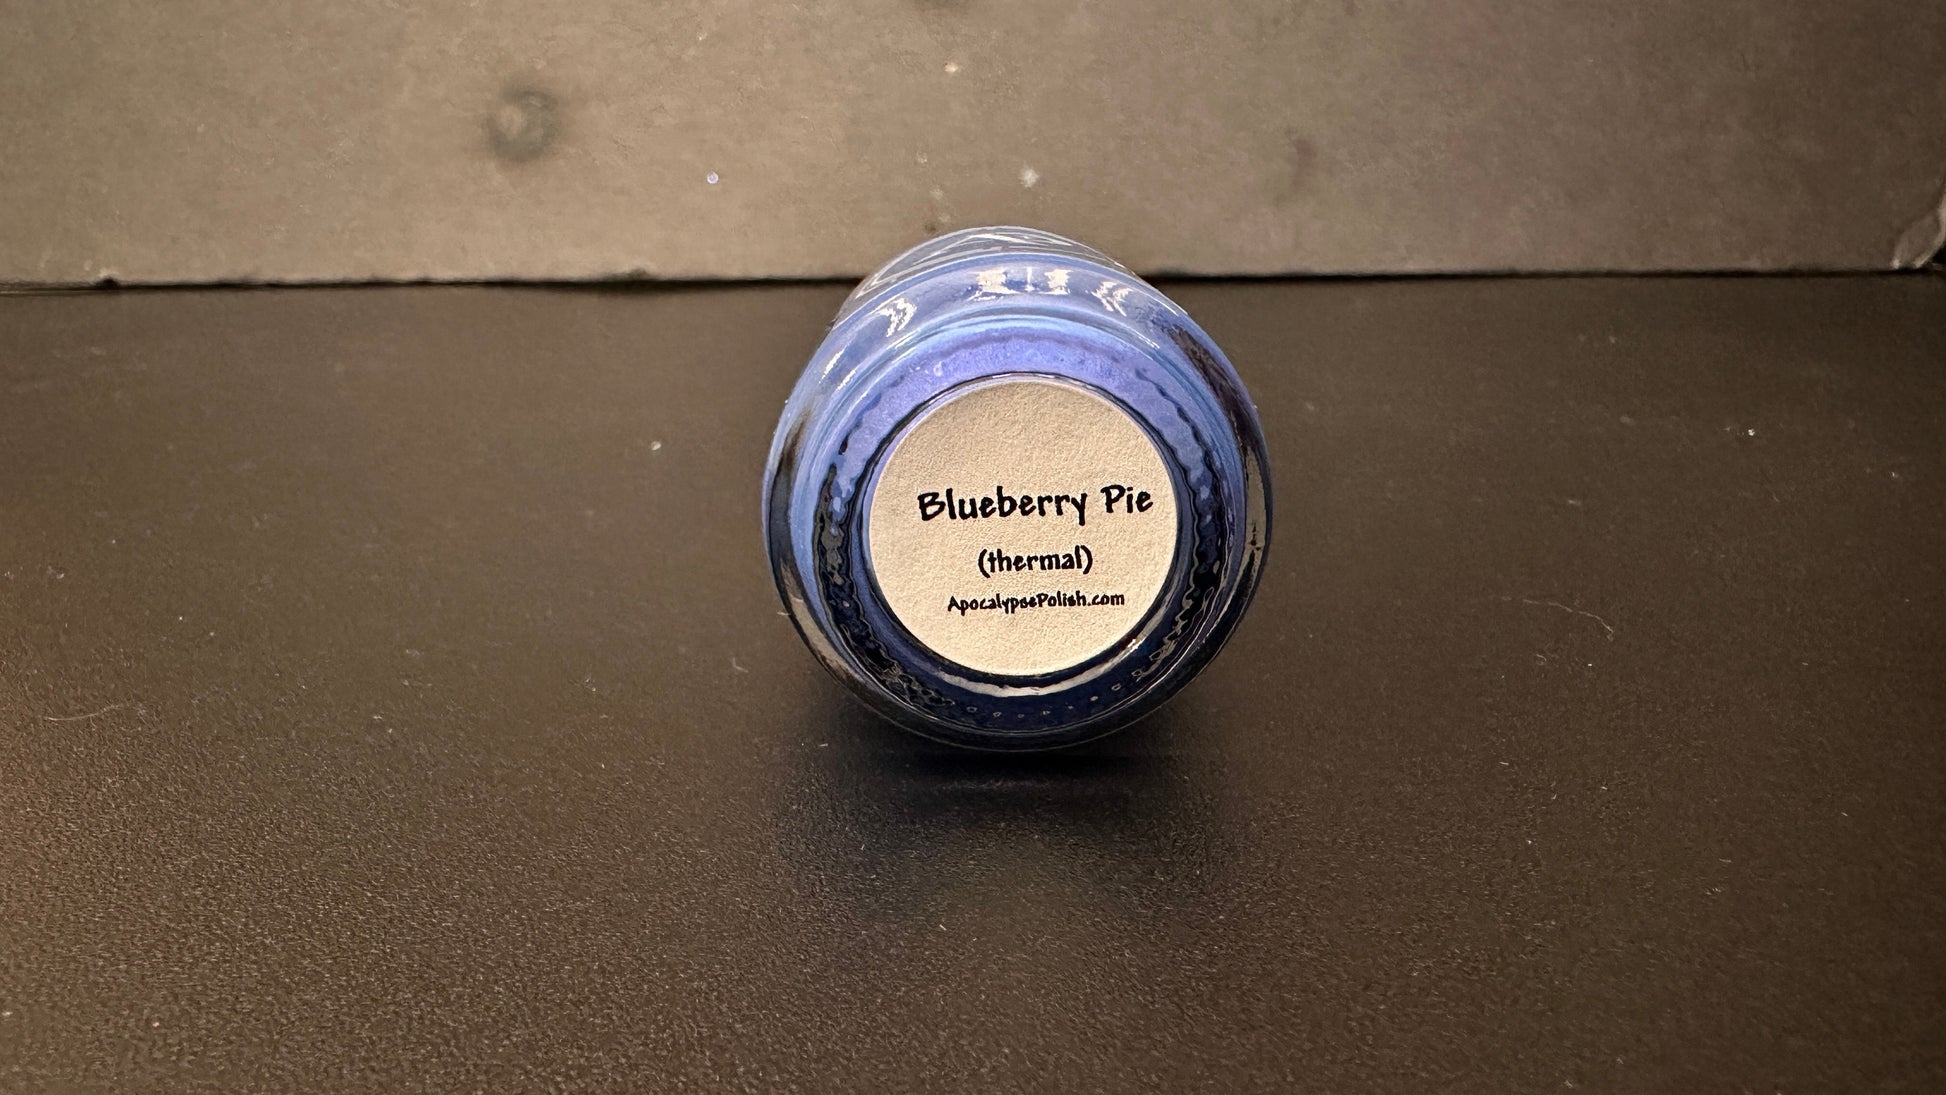 Blueberry Pie
(thermal)
ApocalypsePolish.com